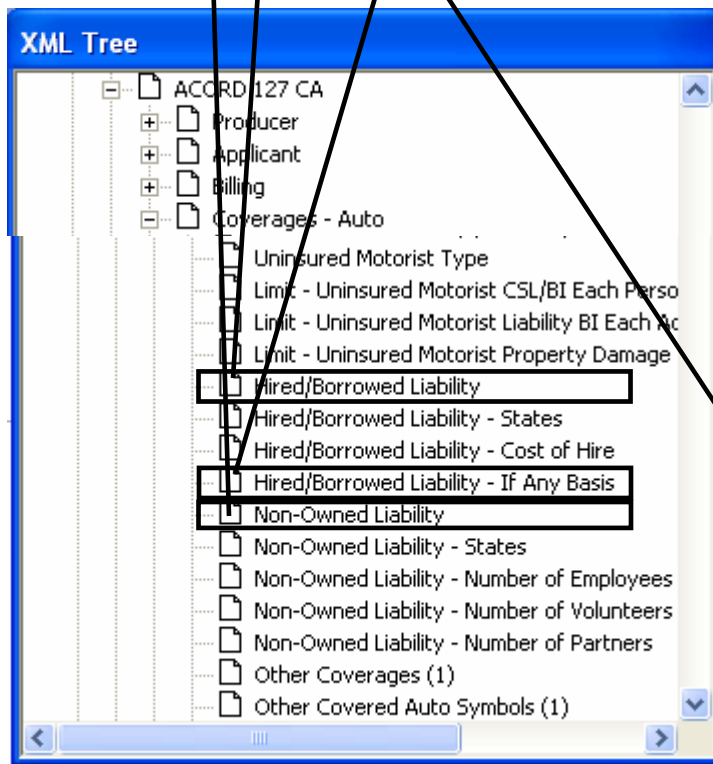 XML Tree
ACORD 127 CA
Producer
Applicant
Billing
Coverages - Auto
Uninsured Motorist Type
Limit - Uninsured Motorist CSL/BI Each Perso
Limit - Uninsured Motorist Liability BI Each Ac
Limit - Uninsured Motorist Property Damage
Hired/Borrowed Liability
Hired/Borrowed Liability - States
Hired/Borrowed Liability - Cost of Hire
Hired/Borrowed Liability - If Any Basis
Non-Owned Liability
Non-Owned Liability - States
Non-Owned Liability - Number of Employees
Non-Owned Liability - Number of Volunteers
Non-Owned Liability - Number of Partners
Other Coverages (1)
Other Covered Auto Symbols (1)